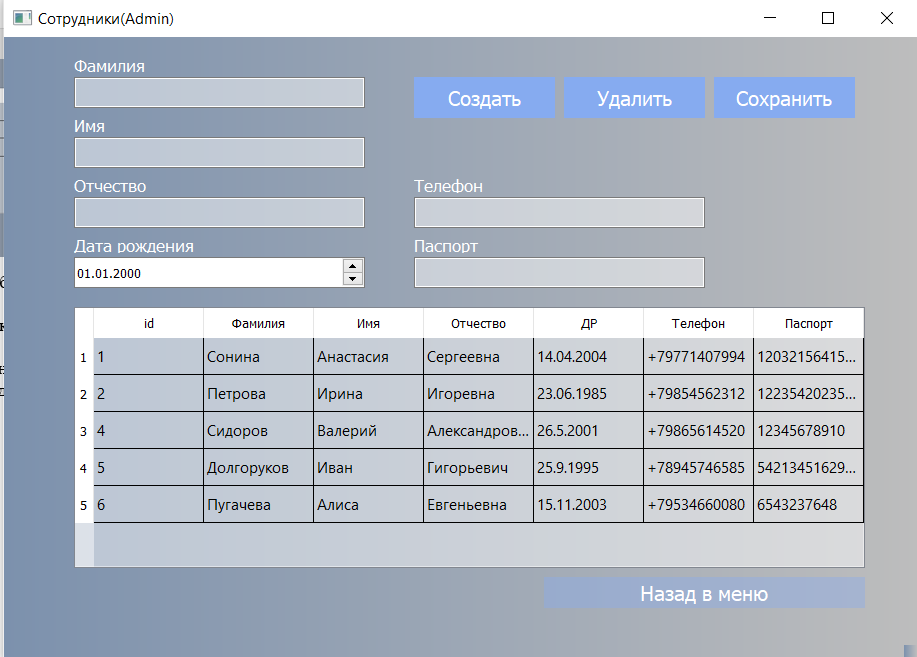 Сотрудники(Admin)
Фамилия
Создать Удалить Сохранить
Имя
Отчество Телефон
Дата рождения Паспорт
01.01.2000
id Фамилия Имя Отчество ДР Телефон Паспорт
1 1 Сонина Анастасия Сергеевна 14.04.2004 +79771407994 12032156415...
2 2 Петрова Ирина Игоревна 23.06.1985 +79854562312 12235420235...
3 4 Сидоров Валерий Александров... 26.5.2001 +79865614520 12345678910
4 5 Долгоруков Иван Гигорьевич 25.9.1995 +78945746585 54213451629...
5 6 Пугачева Алиса Евгеньевна 15.11.2003 +79534660080 6543237648
Назад в меню